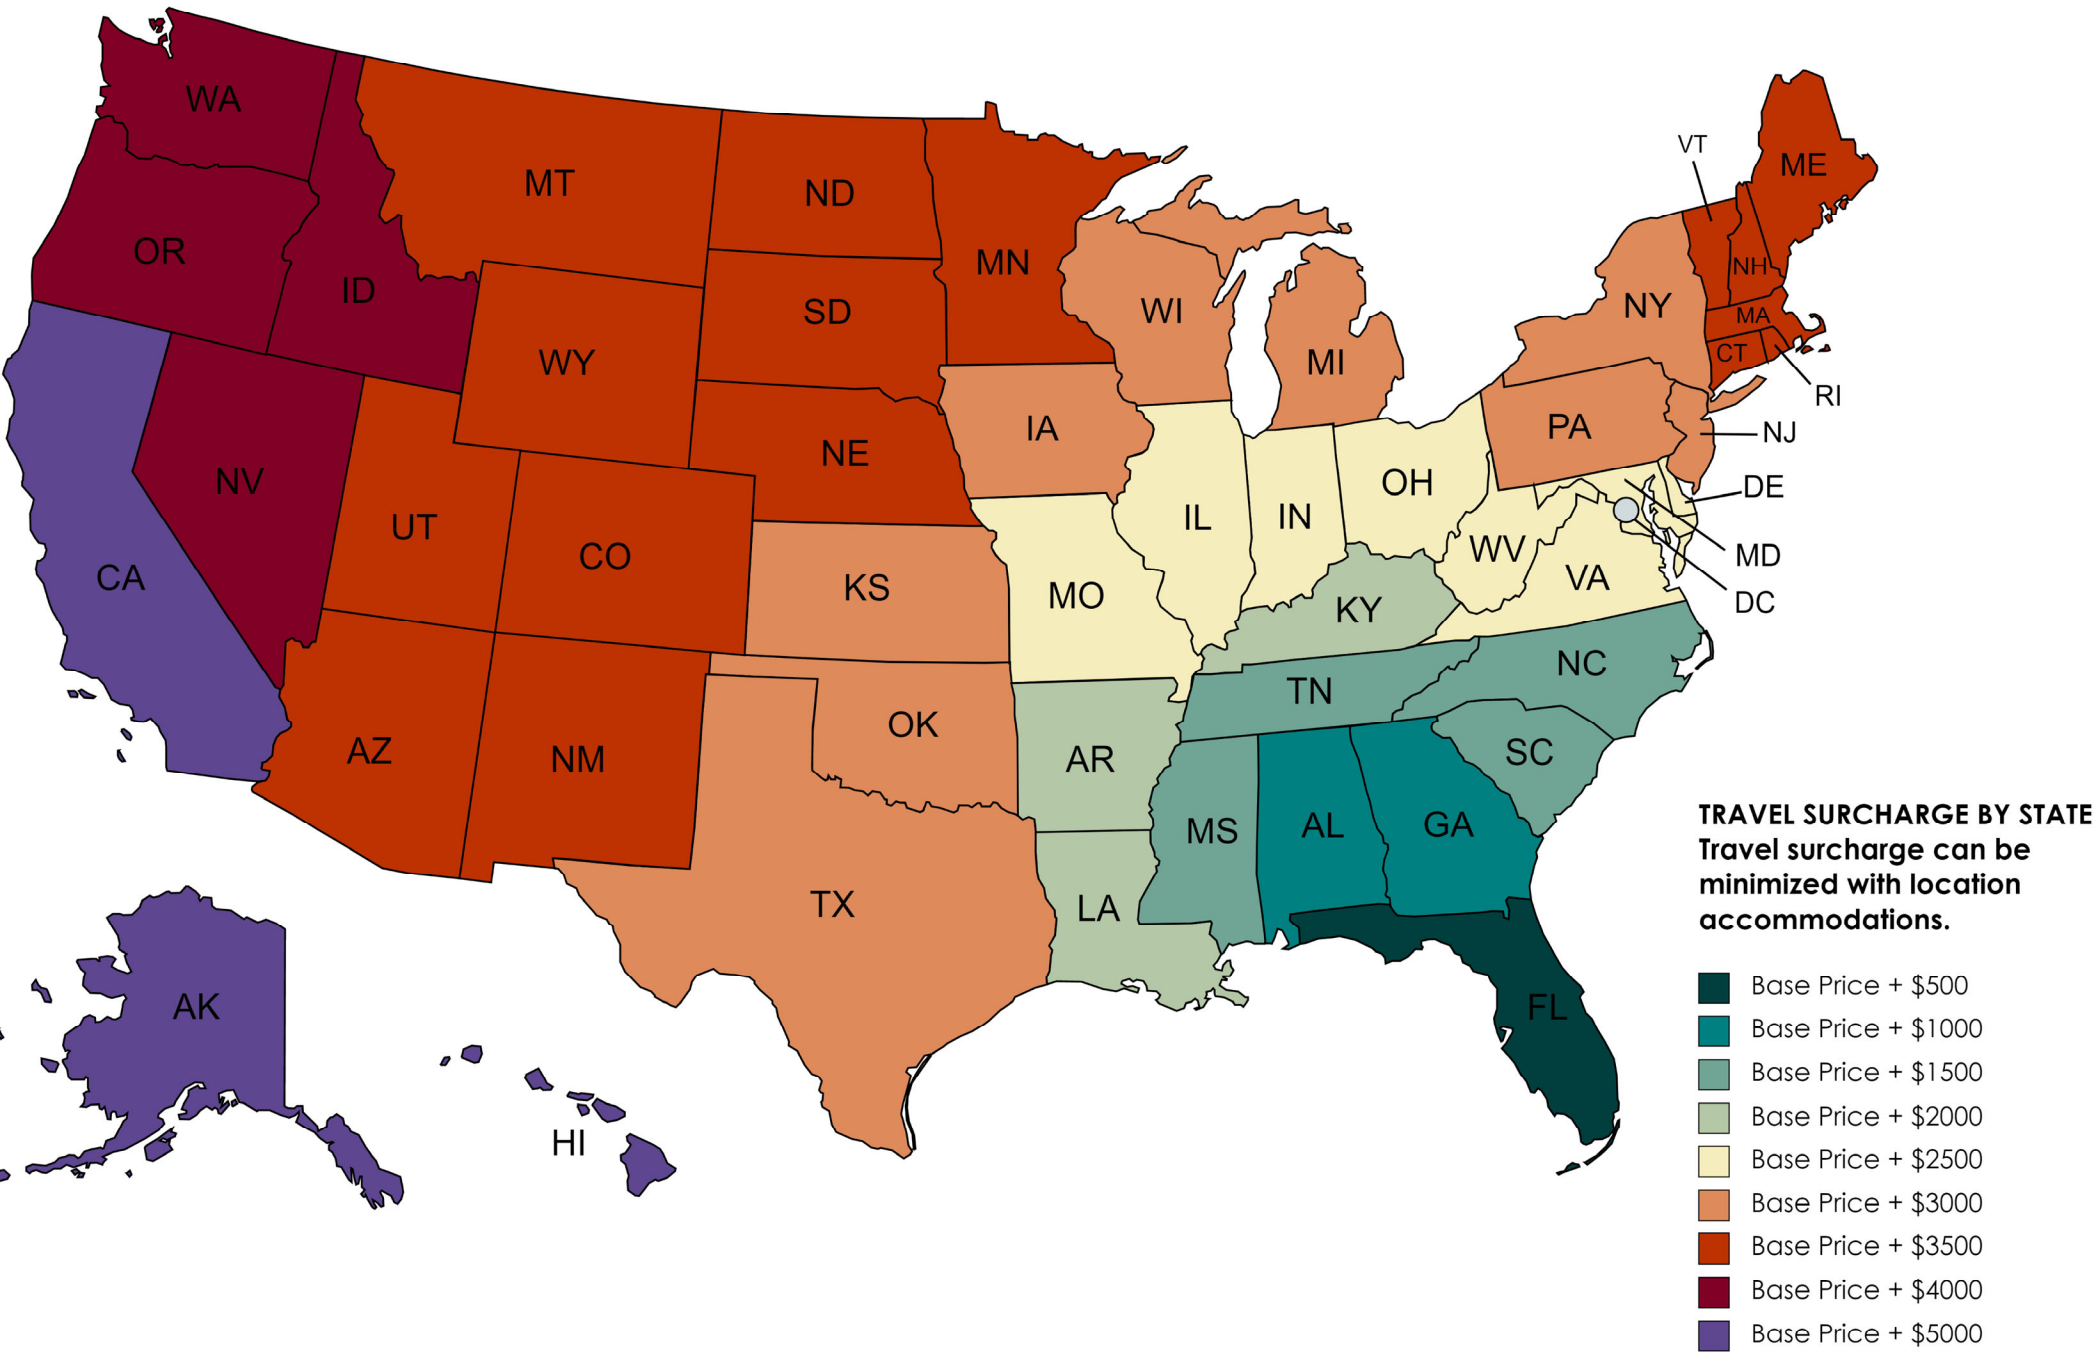 WA
VT
ME
MT
ND
OR
MN
NH
ID
SD
WI
NY
MA
WY
MI
CT
RI
IA
PA
NJ
NV
NE
OH
DE
UT
IL
IN
CO
WV
MD
CA
KS
MO
VA
DC
KY
NC
TN
OK
AZ
NM
AR
SC
MS
AL
GA
TX
LA
AK
FL
HI
TRAVEL SURCHARGE BY STATE
Travel surcharge can be
minimized with location
accommodations.
Base Price + $500
Base Price + $1000
Base Price + $1500
Base Price + $2000
Base Price + $2500
Base Price + $3000
Base Price + $3500
Base Price + $4000
Base Price + $5000